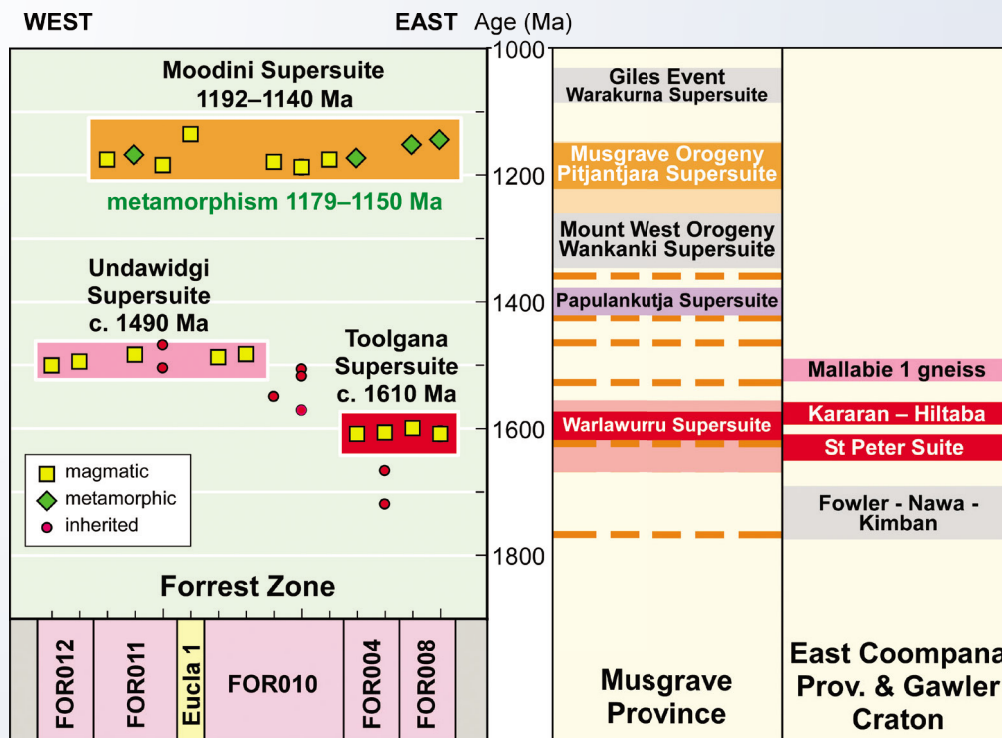 WEST
EAST
Age (Ma)
Moodini Supersuite
1192–1140 Ma
metamorphism 1179–1150 Ma
Undawidgi
Supersuite
c. 1490 Ma
Toolgana
Supersuite
c. 1610 Ma
magmatic
metamorphic
inherited
Forrest Zone
FOR012
FOR011
Eucla 1
FOR010
FOR004
FOR008
1000
1200
1400
1600
1800
Giles Event
Warakurna Supersuite
Musgrave Orogeny
Pitjantjara Supersuite
Mount West Orogeny
Wankanki Supersuite
Papulankutja Supersuite
Warlawurru Supersuite
Musgrave
Province
Mallabie 1 gneiss
Kararan – Hiltaba
St Peter Suite
Fowler - Nawa -
Kimban
East Coompana
Prov. & Gawler
Craton